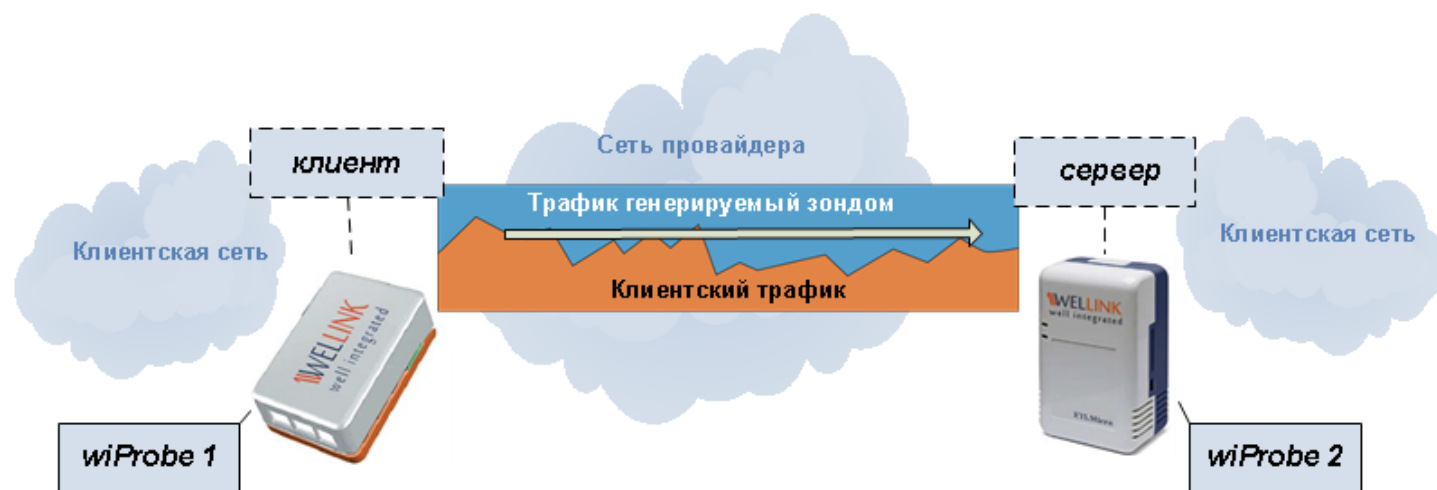 Сеть провайдера
клиент
сервер
Трафик генерируемый зондом
Клиентская сеть
Клиентская сеть
Клиентский трафик
WELLINK
well integrated
WELLINK
well integrated
wiProbe 1
wiProbe 2